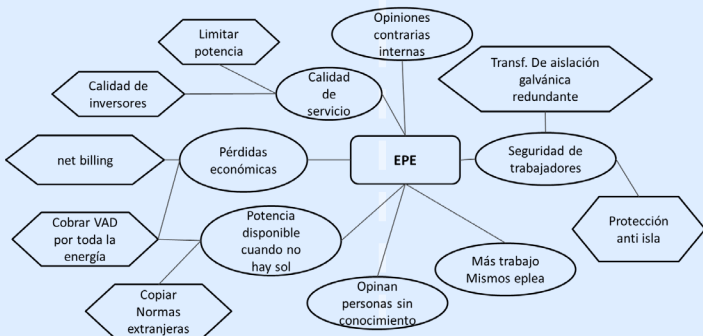 Limitar
potencia
Opiniones
contrarias
internas
Transf. De aislación
galvánica
redundante
Calidad de
inversores
Calidad
de
servicio
net billing
Pérdidas
económicas
EPE
Seguridad de
trabajadores
Cobrar VAD
por toda la
energía
Potencia
disponible
cuando no
hay sol
Protección
anti isla
Más trabajo
Mismos eplea
Opinan
personas sin
conocimiento
Copiar
Normas
extranjeras